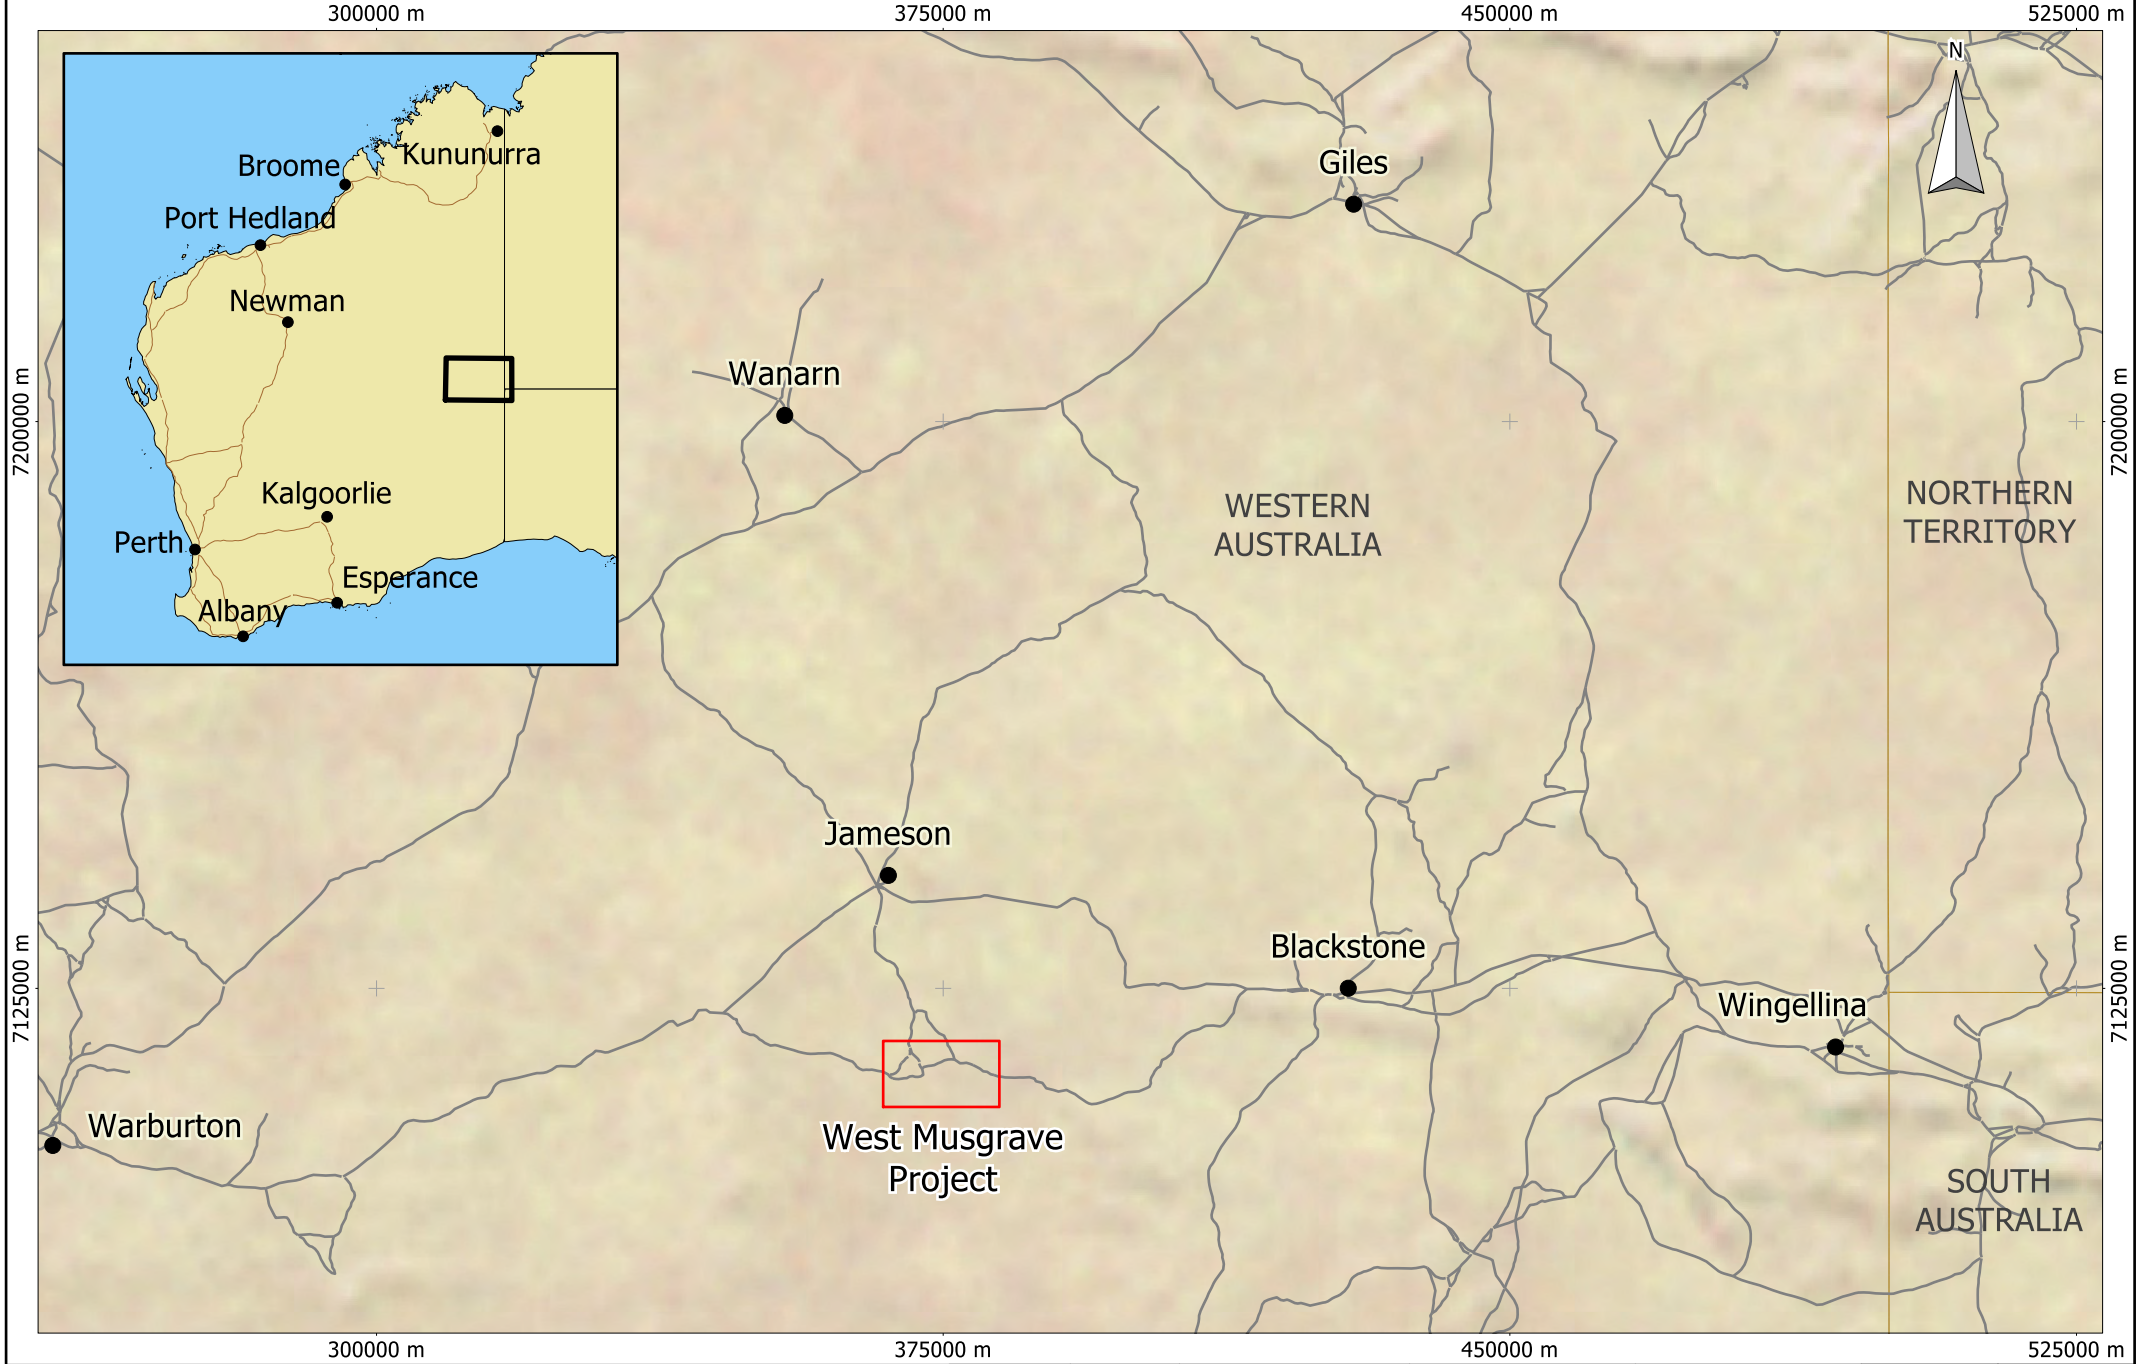 300000 m
375000 m
450000 m
525000 m
N
Kununurra
Broome
Giles
Port Hedland
Newman
Wanarn
7200000 m
7200000 m
Kalgoorlie
WESTERN
AUSTRALIA
NORTHERN
TERRITORY
Perth
Esperance
Albany
Jameson
Blackstone
7125000 m
7125000 m
Wingellina
Warburton
West Musgrave
Project
SOUTH
AUSTRALIA
300000 m
375000 m
450000 m
525000 m